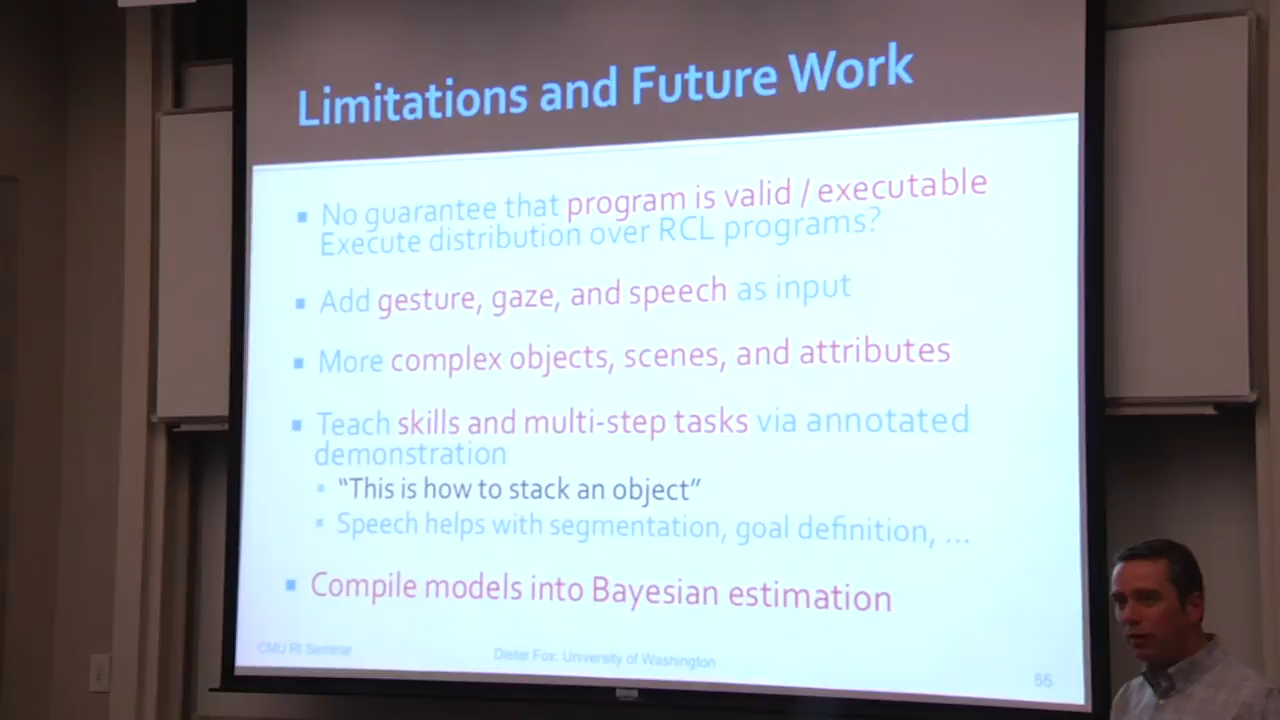 Limitations and Future Work
No guarantee that program is valid / executable
Execute distribution over RCL programs?
Add gesture, gaze, and speech as input
More complex objects, scenes, and attributes
Teach skills and multi-step tasks via annotated
demonstration
“This is how to stack an object”
Speech helps with segmentation, goal definition, ...
Compile models into Bayesian estimation
CMU RI Seminar
Dieter Fox: University of Washington
55